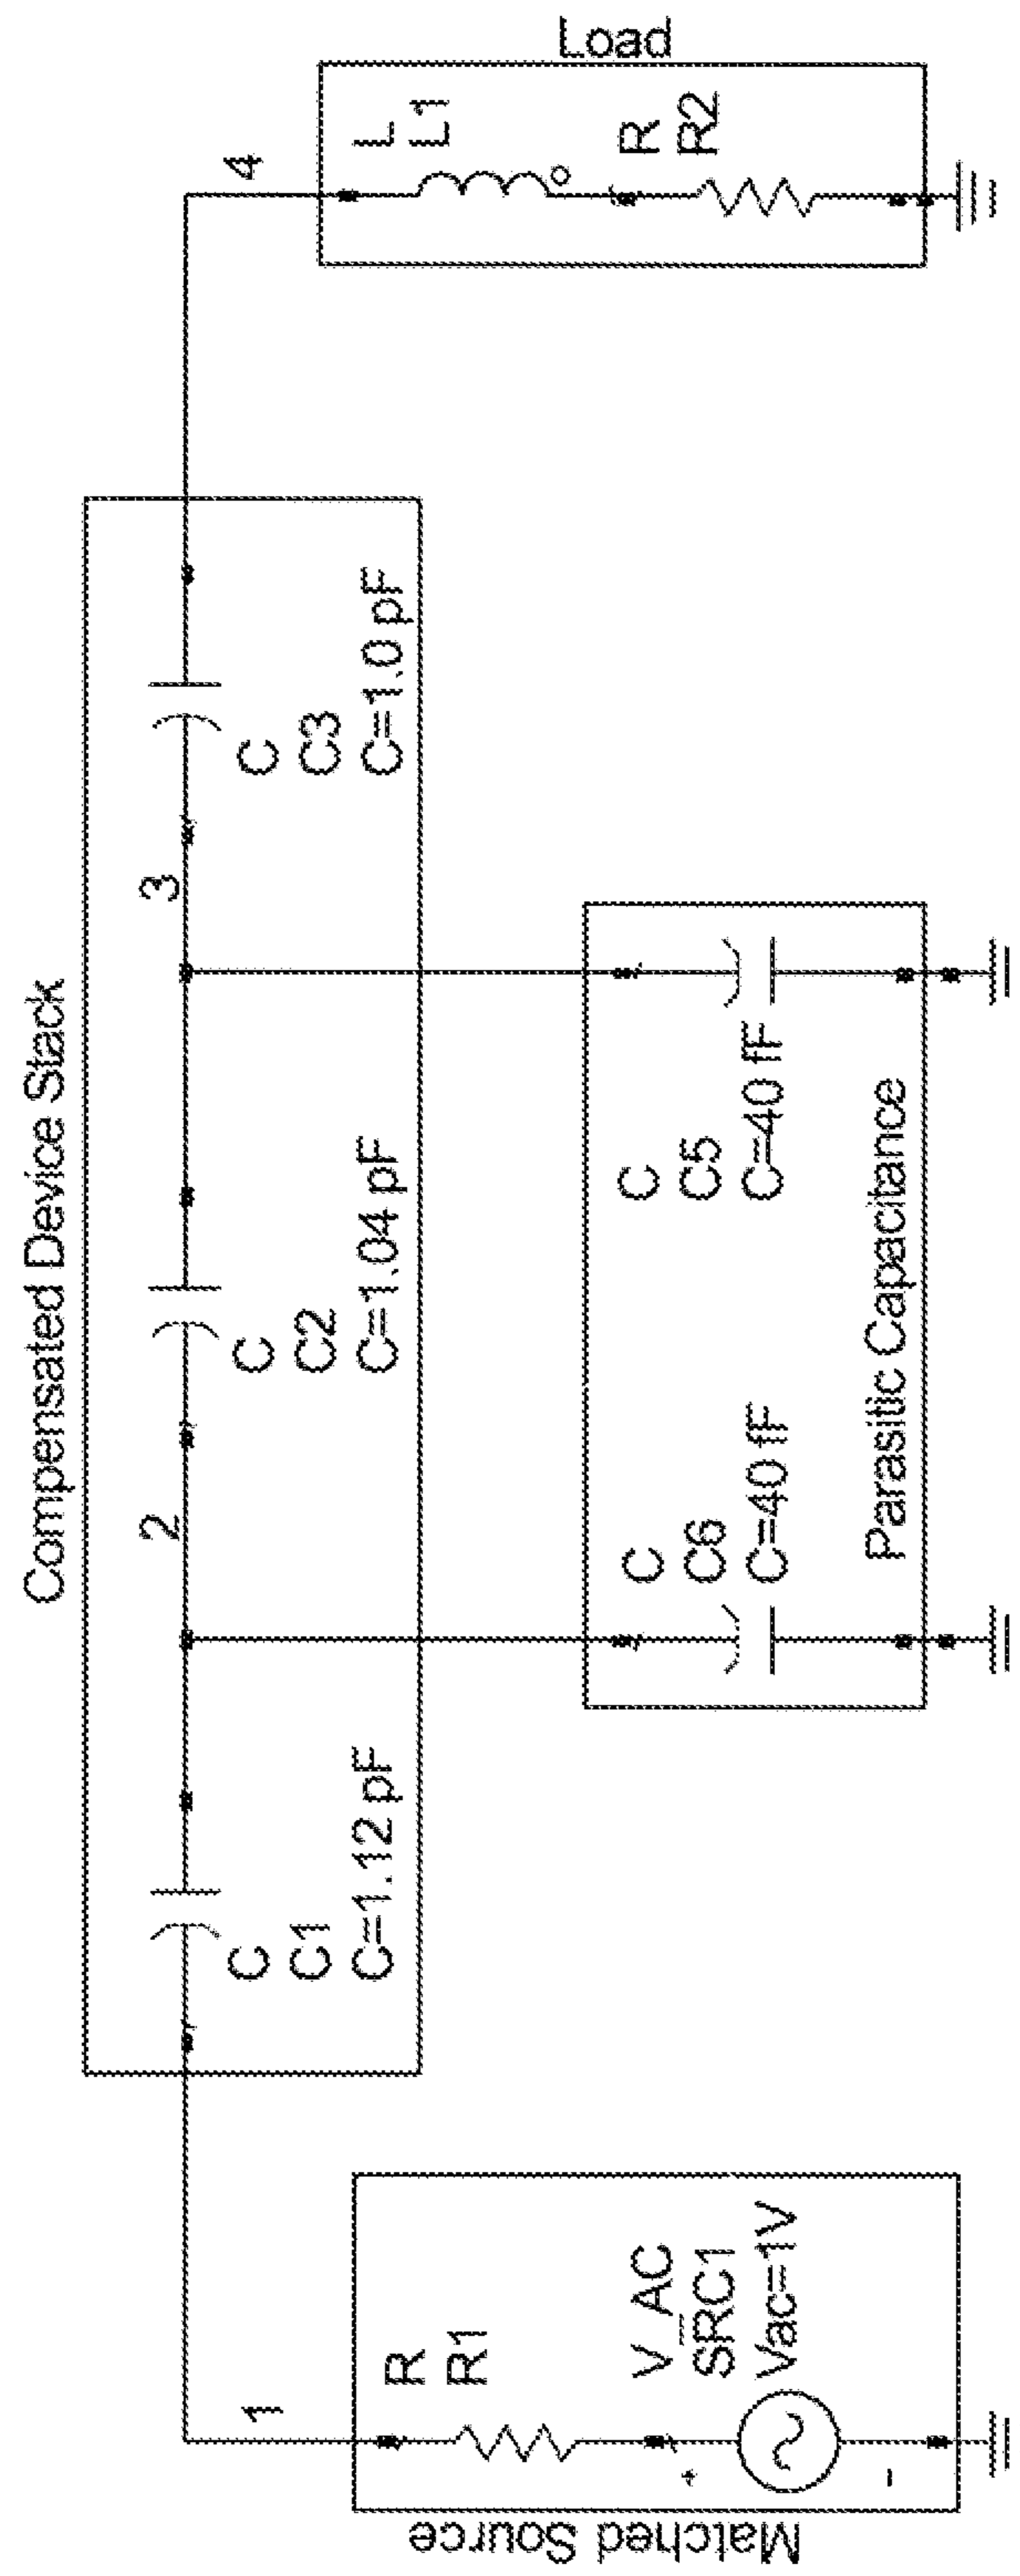 Compensated Device Stack
1
2
3
4
C
C1
C=1.12 pF
C
C2
C=1.04 pF
C
C3
C=1.0 pF
R
R1
V_AC
SRC1
Vac=1V
+
-
Matched Source
C
C6
C=40 fF
C
C5
C=40 fF
Parasitic Capacitance
L
L1
R
R2
Load